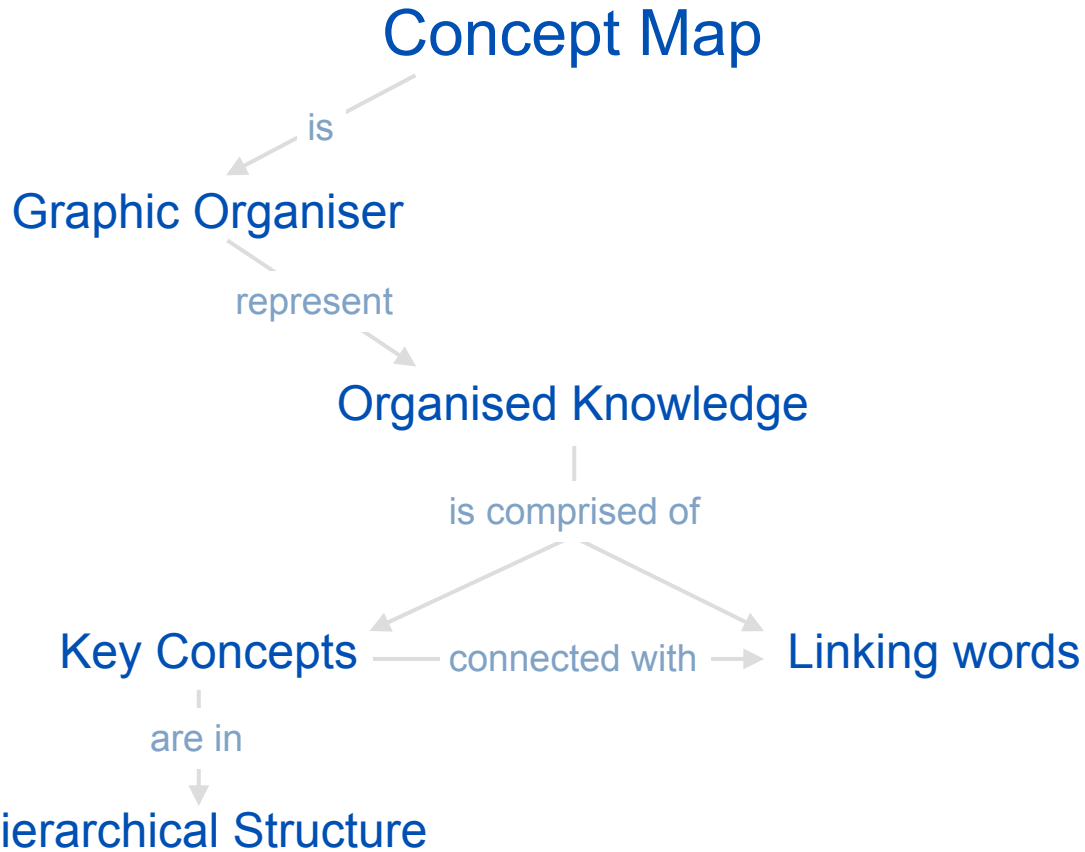 Concept Map
is
Graphic Organiser
represent
Organised Knowledge
is comprised of
Key Concepts connected with Linking words
are in
ierarchical Structure